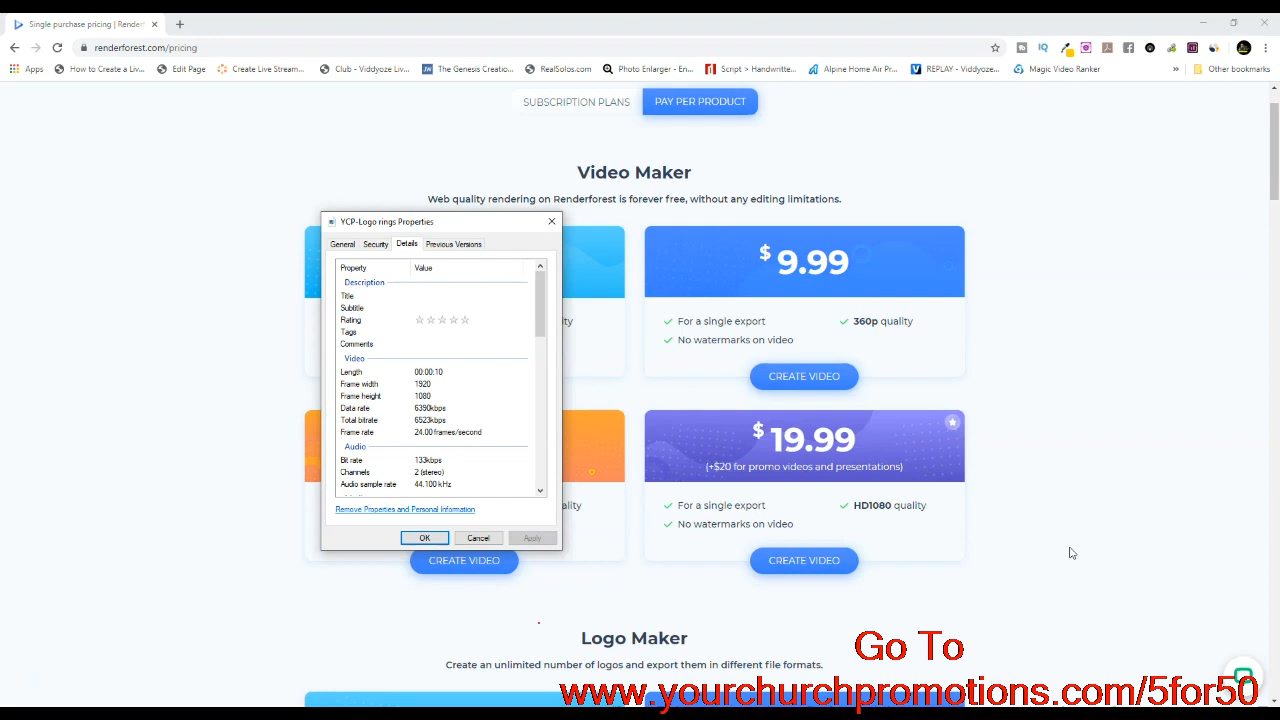 Single purchase pricing | Renderf
renderforest.com/pricing
Apps
How to Create a Liv...
Edit Page
Create Live Stream...
Club - Viddyoze Liv...
The Genesis Creatio...
RealSolos.com
Photo Enlarger - En...
Script > Handwritte...
Alpine Home Air Pr...
REPLAY - Viddyoze...
Magic Video Ranker
»
Other bookmarks
SUBSCRIPTION PLANS
PAY PER PRODUCT
Video Maker
Web quality rendering on Renderforest is forever free, without any editing limitations.
YCP-Logo rings Properties
General Security Details Previous Versions
Property Value
Description
Title
Subtitle
Rating
Tags
Comments
Video
Length 00:00:10
Frame width 1920
Frame height 1080
Data rate 6390kbps
Total bitrate 6523kbps
Frame rate 24.00 frames/second
Audio
Bit rate 133kbps
Channels 2 (stereo)
Audio sample rate 44.100 kHz
Remove Properties and Personal Information
OK Cancel Apply
CREATE VIDEO
$ 9.99
For a single export 360p quality
No watermarks on video
CREATE VIDEO
$ 19.99
(+$20 for promo videos and presentations)
For a single export HD1080 quality
No watermarks on video
CREATE VIDEO
Logo Maker
Create an unlimited number of logos and export them in different file formats.
Go To
www.yourchurchpromotions.com/5for50